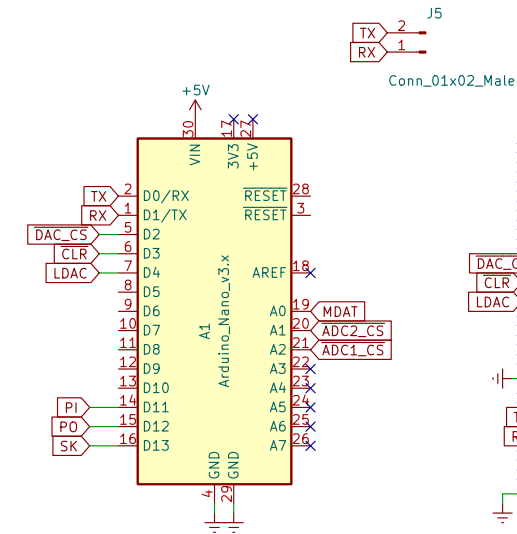 J5
TX 2
RX 1
Conn_01x02_Male
+5V
30 17 27
VIN 3V3 +5V
TX 2 D0/RX RESET 28
RX 1 D1/TX RESET 3
DAC_CS 5 D2
CLR 6 D3
LDAC 7 D4 AREF 18
8 D5
9 D6 A0 19 MDAT
10 D7 A1 20 ADC2_CS
11 D8 A2 21 ADC1_CS
12 D9 A3 22
13 D10 A4 23
PI 14 D11 A5 24
PO 15 D12 A6 25
SK 16 D13 A7 26
A1
Arduino_Nano_v3.x
GND GND
4 29
DAC_C
CLR
LDAC